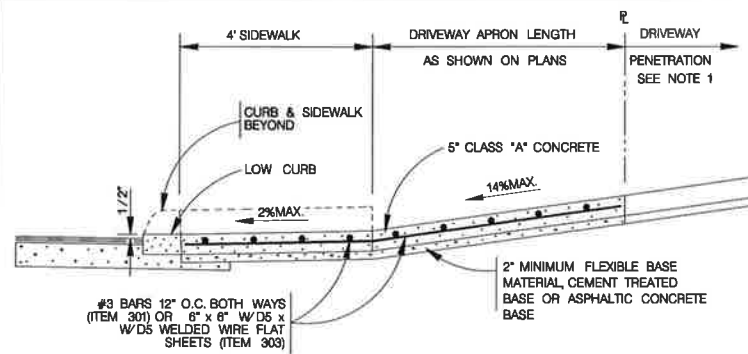 4' SIDEWALK
DRIVEWAY APRON LENGTH
AS SHOWN ON PLANS
PL
DRIVEWAY
PENETRATION
SEE NOTE 1
CURB & SIDEWALK
BEYOND
LOW CURB
5" CLASS "A" CONCRETE
1/2"
2%MAX.
14%MAX.
2" MINIMUM FLEXIBLE BASE
MATERIAL, CEMENT TREATED
BASE OR ASPHALTIC CONCRETE
BASE
#3 BARS 12" O.C. BOTH WAYS
(ITEM 301) OR 6" x 6" W/D5 x
W/D5 WELDED WIRE FLAT
SHEETS (ITEM 303)